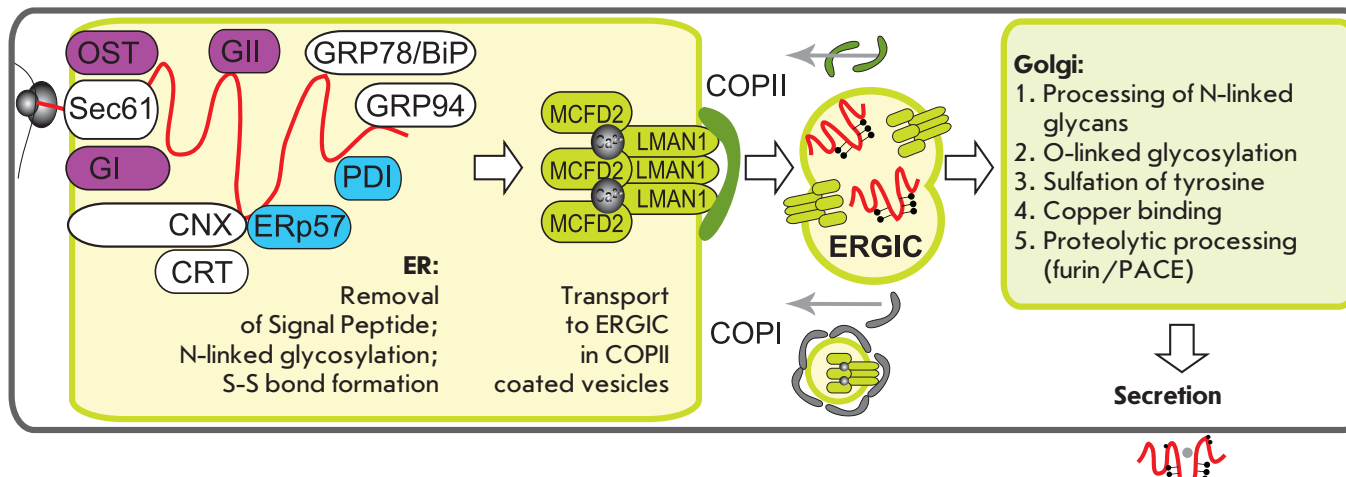 OST
GII
GRP78/BiP
Sec61
GRP94
GI
PDI
CNX
ERp57
CRT
ER:
Removal
of Signal Peptide;
N-linked glycosylation;
S-S bond formation
MCFD2
Ca²⁺
LMAN1
MCFD2
LMAN1
Ca²⁺
LMAN1
MCFD2
Transport
to ERGIC
in COPII
coated vesicles
COPII
ERGIC
COPI
Golgi:
1. Processing of N-linked
glycans
2. O-linked glycosylation
3. Sulfation of tyrosine
4. Copper binding
5. Proteolytic processing
(furin/PACE)
Secretion